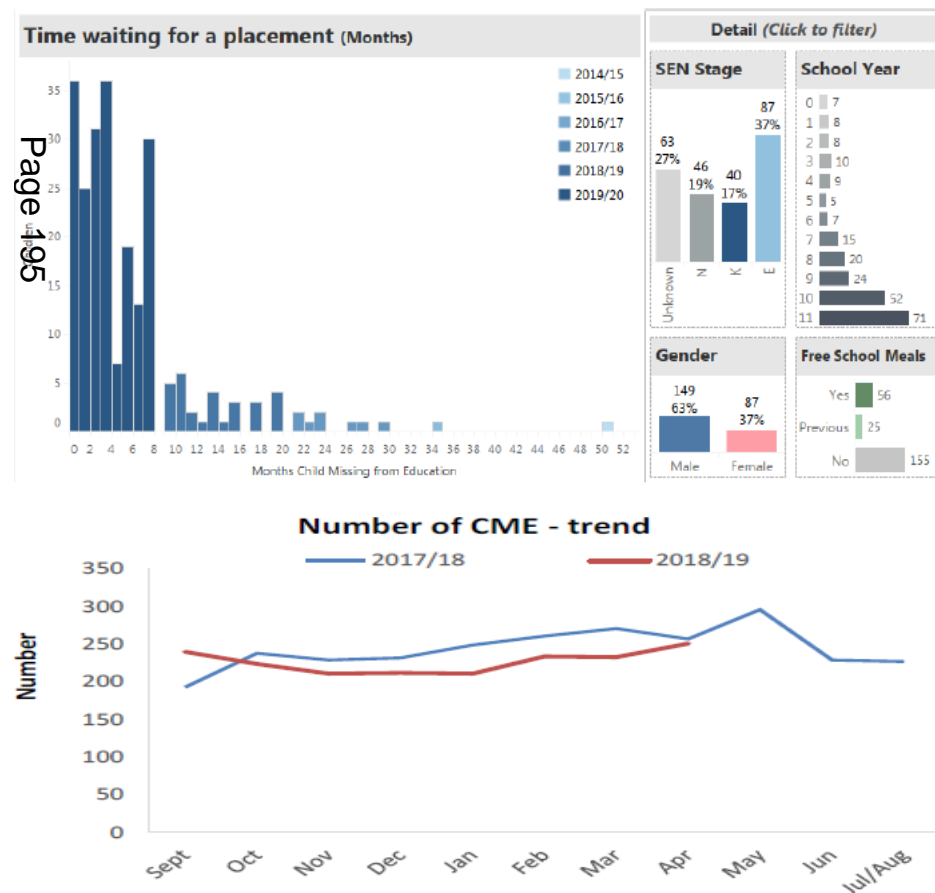 Time waiting for a placement (Months)
35
30
25
20
15
10
5
0
0 2 4 6 8 10 12 14 16 18 20 22 24 26 28 30 32 34 36 38 40 42 44 46 48 50 52
Months Child Missing from Education
2014/15
2015/16
2016/17
2017/18
2018/19
2019/20
Page 195
Detail (Click to filter)
SEN Stage
63
27%
46
19%
40
17%
87
37%
Unknown
N
K
E
School Year
0 7
1 8
2 8
3 10
4 9
5 5
6 7
7 15
8 20
9 24
10 52
11 71
Gender
149
63%
87
37%
Male Female
Free School Meals
Yes 56
Previous 25
No 155
Number of CME - trend
2017/18 2018/19
Number
350
300
250
200
150
100
50
0
Sept Oct Nov Dec Jan Feb Mar Apr May Jun Jul/Aug